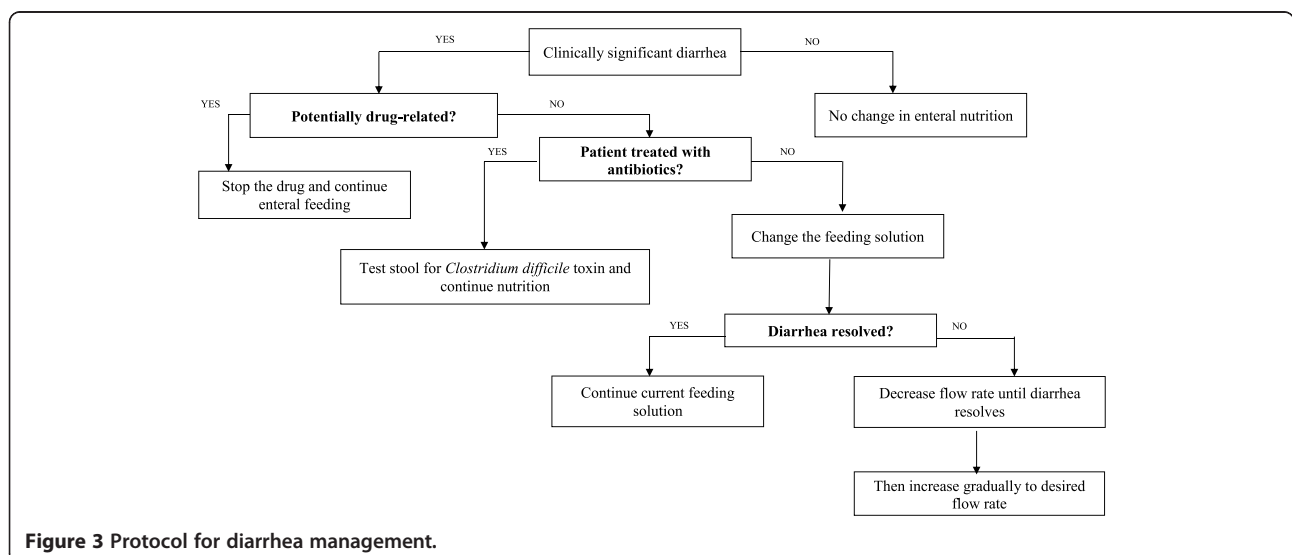 YES
Clinically significant diarrhea
NO
YES
Potentially drug-related?
NO
No change in enteral nutrition
YES
Patient treated with
antibiotics?
NO
Stop the drug and continue
enteral feeding
Change the feeding solution
Test stool for Clostridium difficile toxin and
continue nutrition
YES
Diarrhea resolved?
NO
Continue current feeding
solution
Decrease flow rate until diarrhea
resolves
Then increase gradually to desired
flow rate
Figure 3 Protocol for diarrhea management.